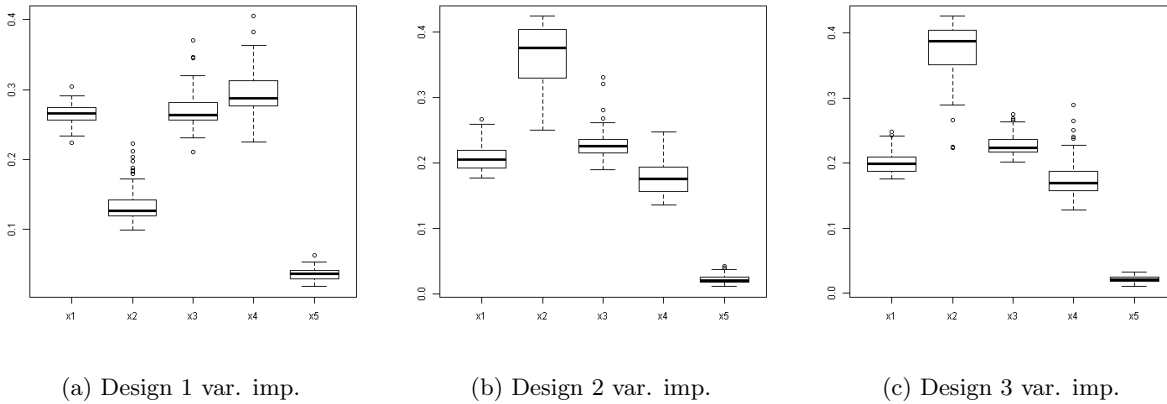 0.4
0.3
0.2
0.1
x1 x2 x3 x4 x5
0.4
0.3
0.2
0.1
0.0
x1 x2 x3 x4 x5
0.4
0.3
0.2
0.1
0.0
x1 x2 x3 x4 x5
(a) Design 1 var. imp.
(b) Design 2 var. imp.
(c) Design 3 var. imp.